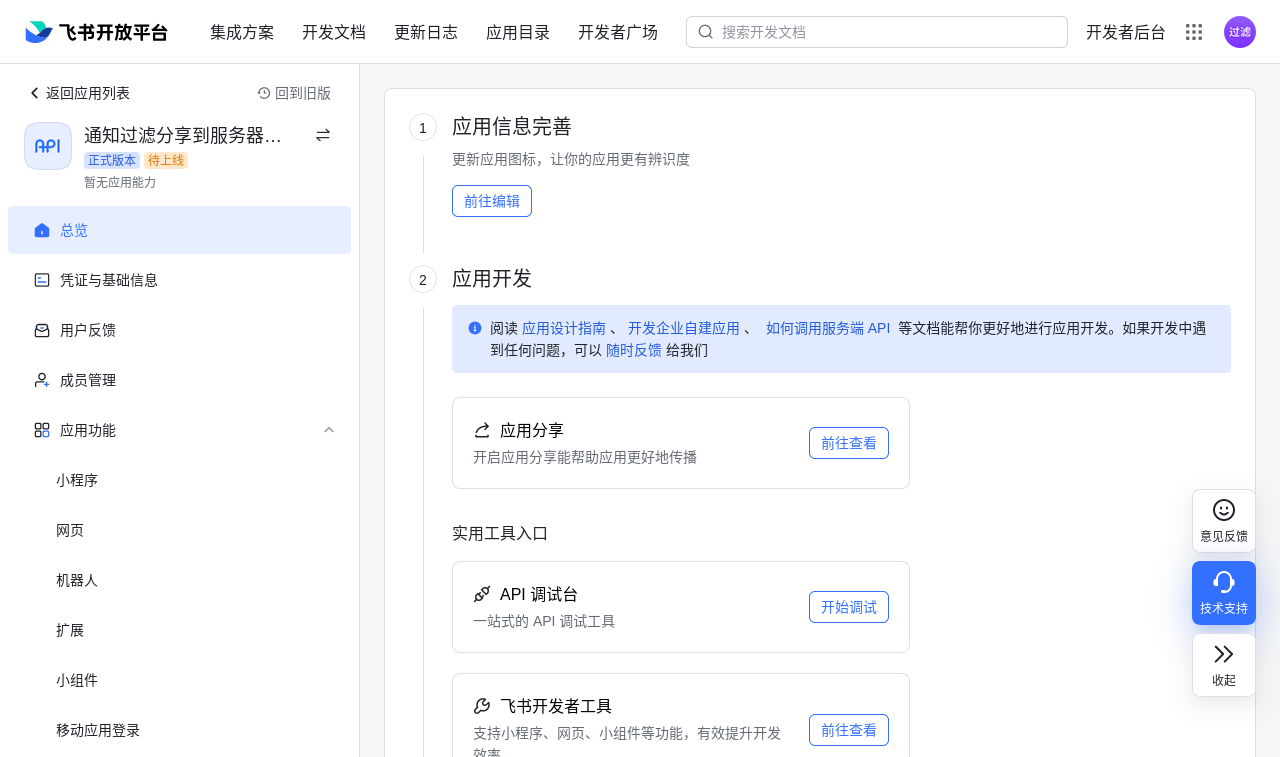 飞书开放平台 集成方案 开发文档 更新日志 应用目录 开发者广场 搜索开发文档 开发者后台 过滤
返回应用列表 回到旧版
API
通知过滤分享到服务器...
正式版本 待上线
暂无应用能力
总览
凭证与基础信息
用户反馈
成员管理
应用功能
小程序
网页
机器人
扩展
小组件
移动应用登录
1 应用信息完善
更新应用图标，让你的应用更有辨识度
前往编辑
2 应用开发
阅读 应用设计指南 、 开发企业自建应用 、 如何调用服务端 API 等文档能帮你更好地进行应用开发。如果开发中遇
到任何问题，可以 随时反馈 给我们
应用分享
开启应用分享能帮助应用更好地传播
前往查看
实用工具入口
API 调试台
一站式的 API 调试工具
开始调试
飞书开发者工具
支持小程序、网页、小组件等功能，有效提升开发
效率
前往查看
意见反馈
技术支持
收起